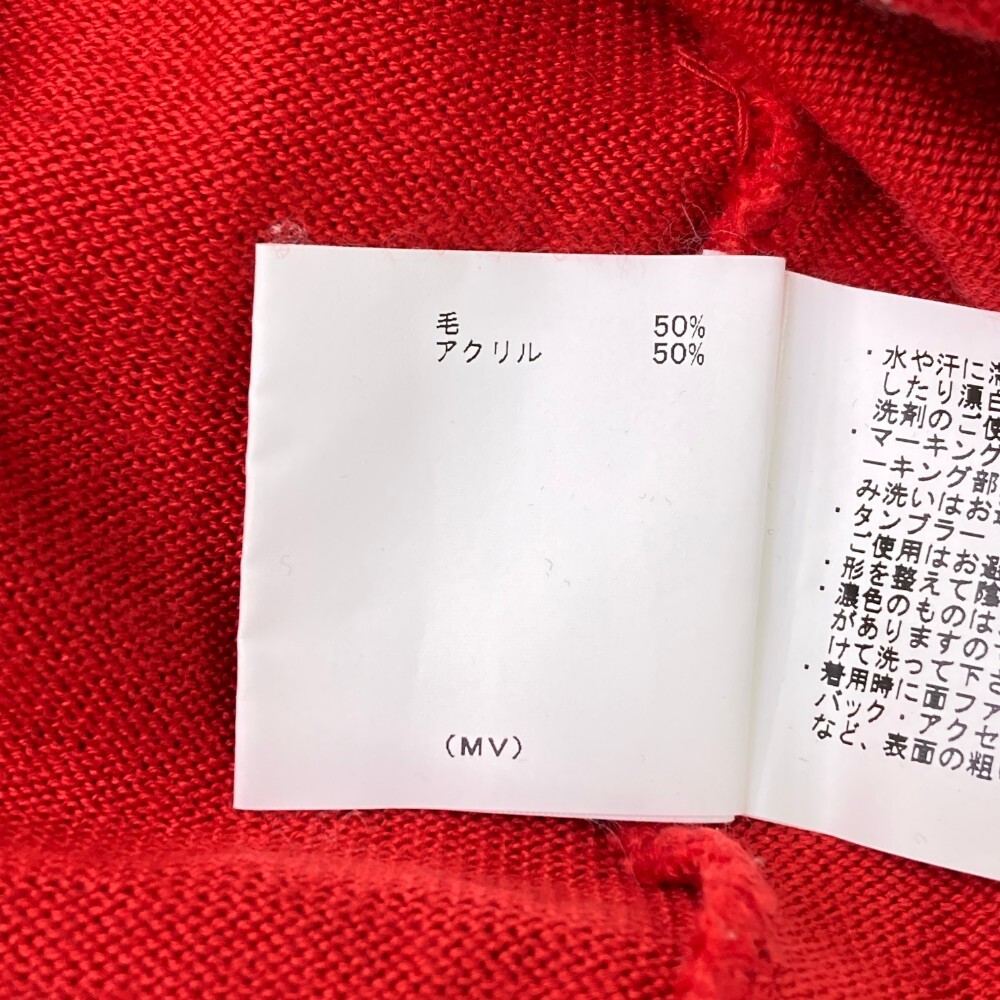 毛 50%
アクリル 50%
(MV)
・水や汗に
したり漂白
洗剤のご使
・マーキング
ーキング部
み洗いはお
・タンブラー
ご使用はお避
・形を整えて陰
・濃色のものは、
がありますので
けて洗って下さ
・着用時に、面ファ
バック・アクセ
など、表面の粗